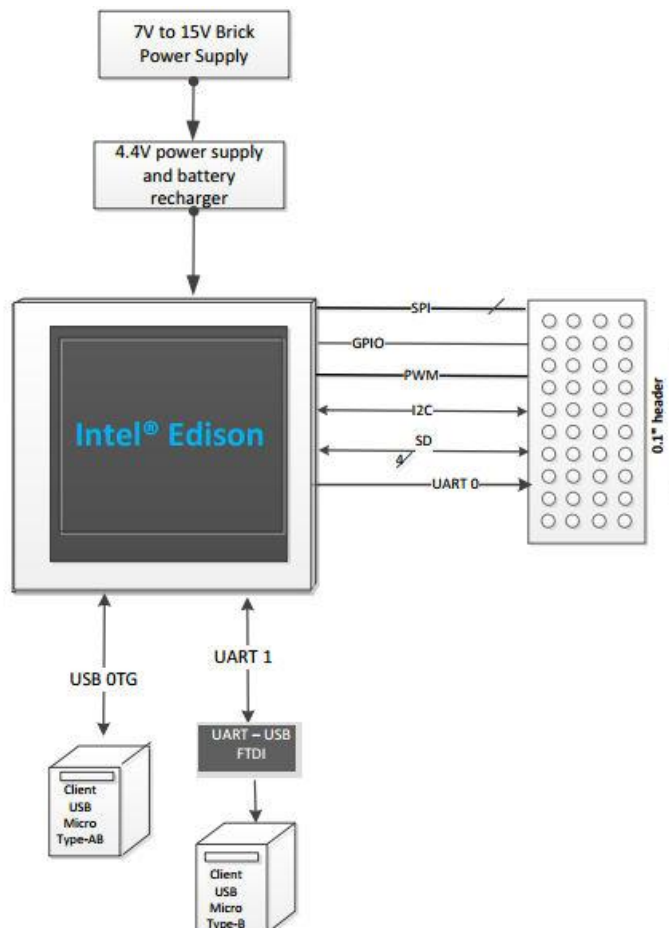 7V to 15V Brick
Power Supply
4.4V power supply
and battery
recharger
SPI
GPIO
PWM
I2C
SD
4
UART 0
0.1" header
Intel® Edison
USB 0TG
UART 1
UART – USB
FTDI
Client
USB
Micro
Type-AB
Client
USB
Micro
Type-B